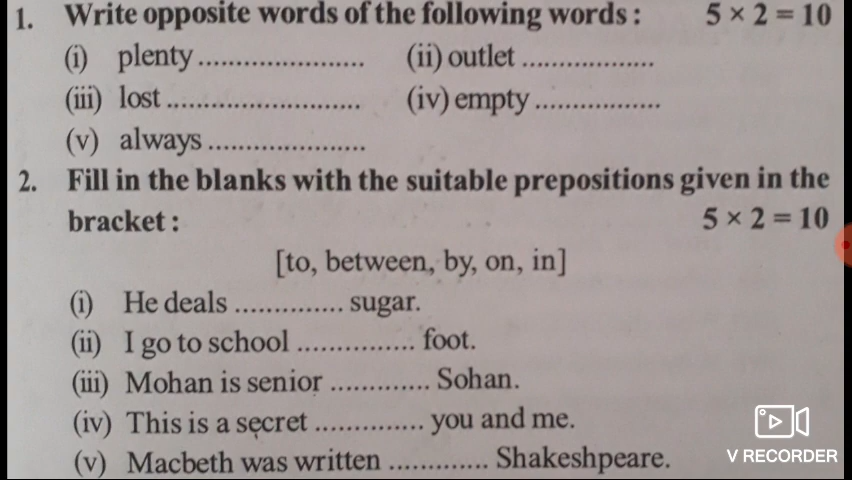 1. Write opposite words of the following words : 5 × 2 = 10
(i) plenty ...................... (ii) outlet ..................
(iii) lost .......................... (iv) empty .................
(v) always .....................
2. Fill in the blanks with the suitable prepositions given in the
bracket : 5 × 2 = 10
[to, between, by, on, in]
(i) He deals ............... sugar.
(ii) I go to school ................ foot.
(iii) Mohan is senior ............. Sohan.
(iv) This is a secret .............. you and me.
(v) Macbeth was written ............. Shakeshpeare.
V RECORDER